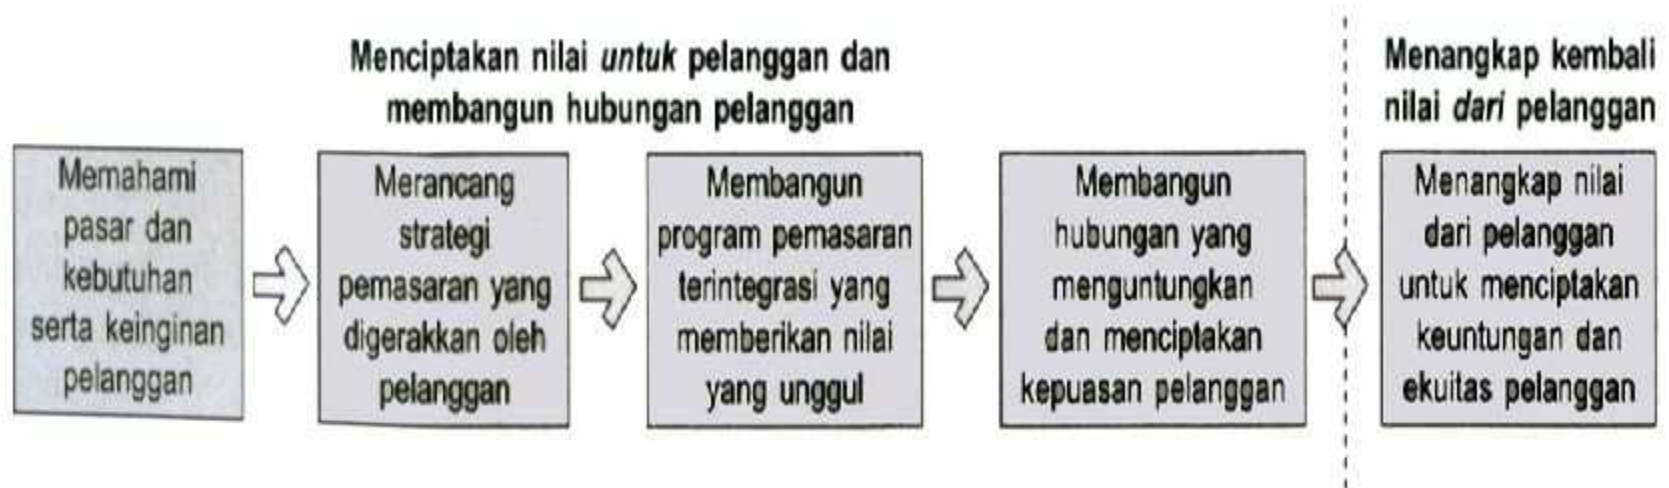 Menciptakan nilai untuk pelanggan dan
membangun hubungan pelanggan
Menangkap kembali
nilai dari pelanggan
Memahami
pasar dan
kebutuhan
serta keinginan
pelanggan
Merancang
strategi
pemasaran yang
digerakkan oleh
pelanggan
Membangun
program pemasaran
terintegrasi yang
memberikan nilai
yang unggul
Membangun
hubungan yang
menguntungkan
dan menciptakan
kepuasan pelanggan
Menangkap nilai
dari pelanggan
untuk menciptakan
keuntungan dan
ekuitas pelanggan